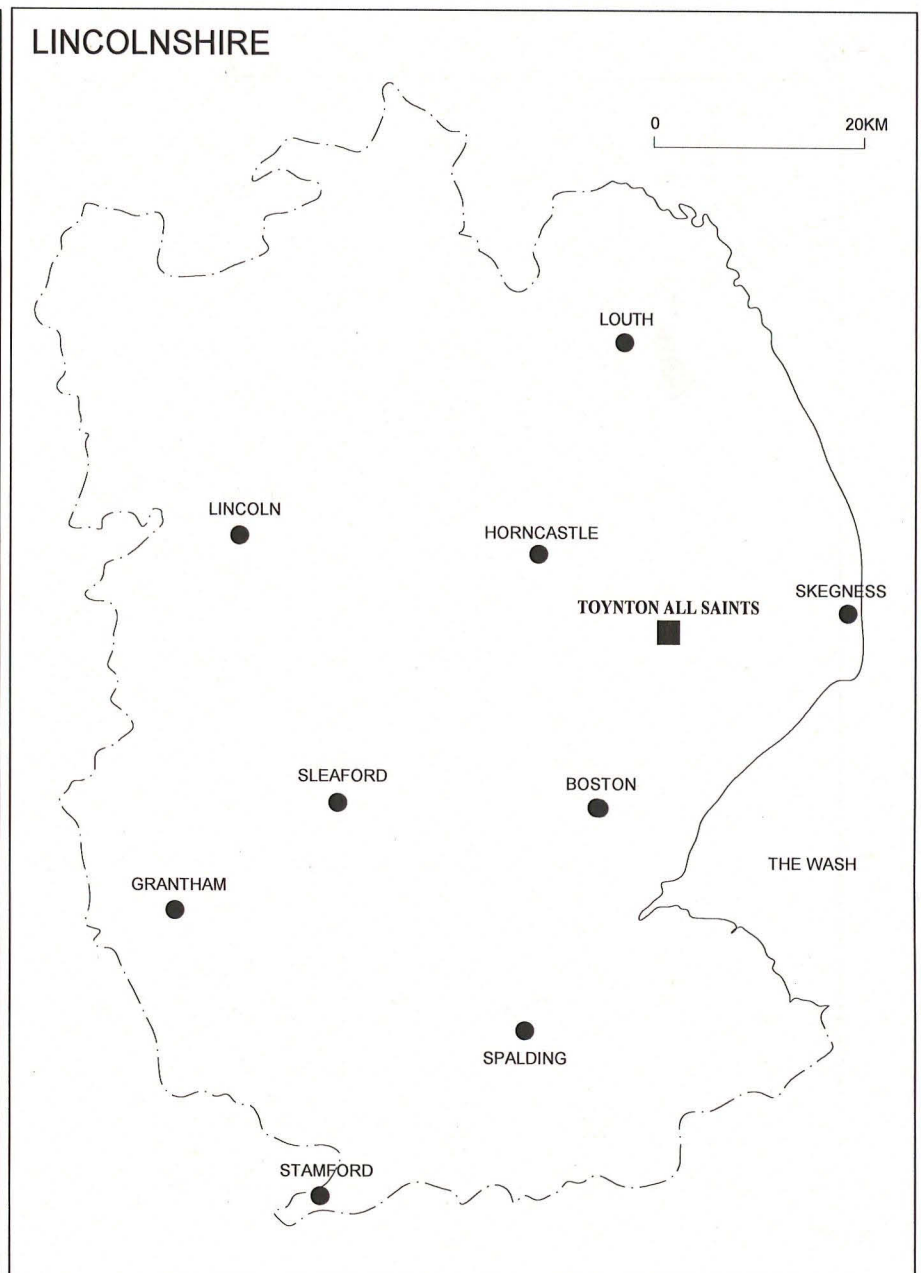 LINCOLNSHIRE
0 20KM
LOUTH
LINCOLN
HORNCASTLE
SKEGNESS
TOYNTON ALL SAINTS
SLEAFORD
BOSTON
THE WASH
GRANTHAM
SPALDING
STAMFORD